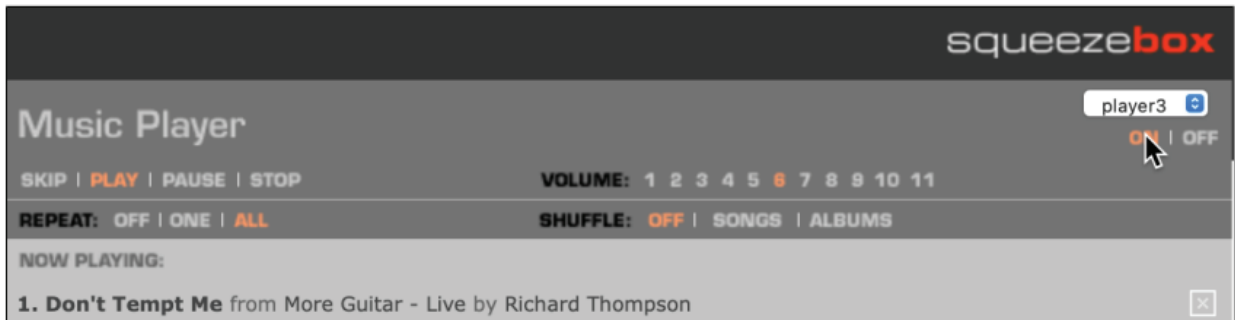 squeezebox
player3
Music Player
ON | OFF
SKIP | PLAY | PAUSE | STOP VOLUME: 1 2 3 4 5 6 7 8 9 10 11
REPEAT: OFF | ONE | ALL SHUFFLE: OFF | SONGS | ALBUMS
NOW PLAYING:
1. Don't Tempt Me from More Guitar - Live by Richard Thompson